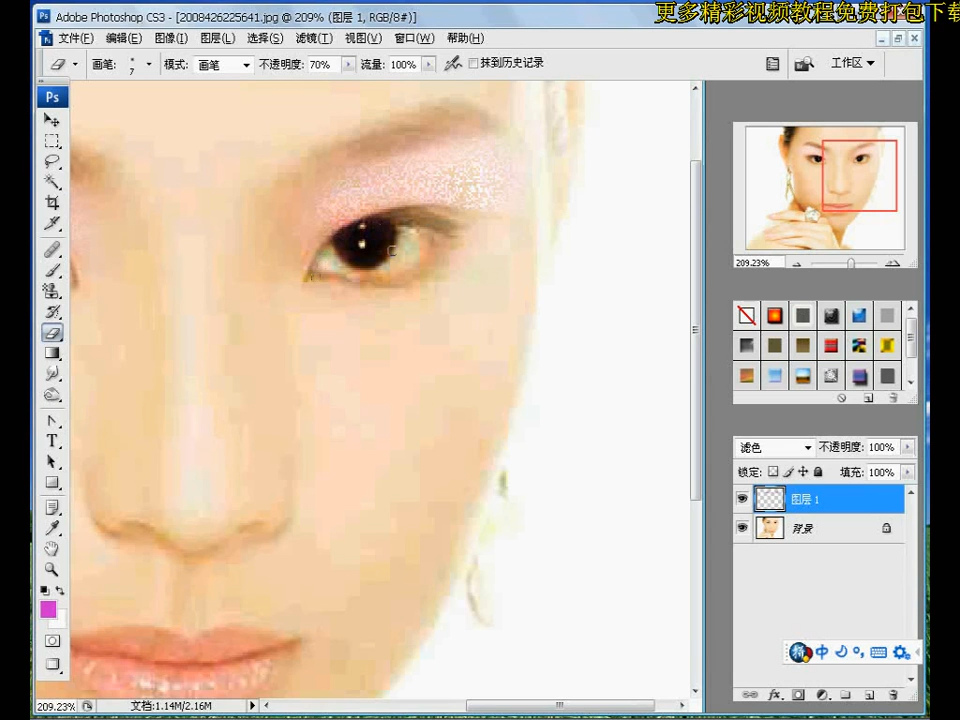 更多精彩视频教程免费打包下载
Adobe Photoshop CS3 - [2008426225641.jpg @ 209% (图层 1, RGB/8#)]
文件(F) 编辑(E) 图像(I) 图层(L) 选择(S) 滤镜(T) 视图(V) 窗口(W) 帮助(H)
画笔: 7 模式: 画笔 不透明度: 70% 流量: 100% 抹到历史记录 工作区
Ps
T
209.23%
滤色 不透明度: 100%
锁定: 填充: 100%
图层 1
背景
中
fx
209.23% 文档:1.14M/2.16M